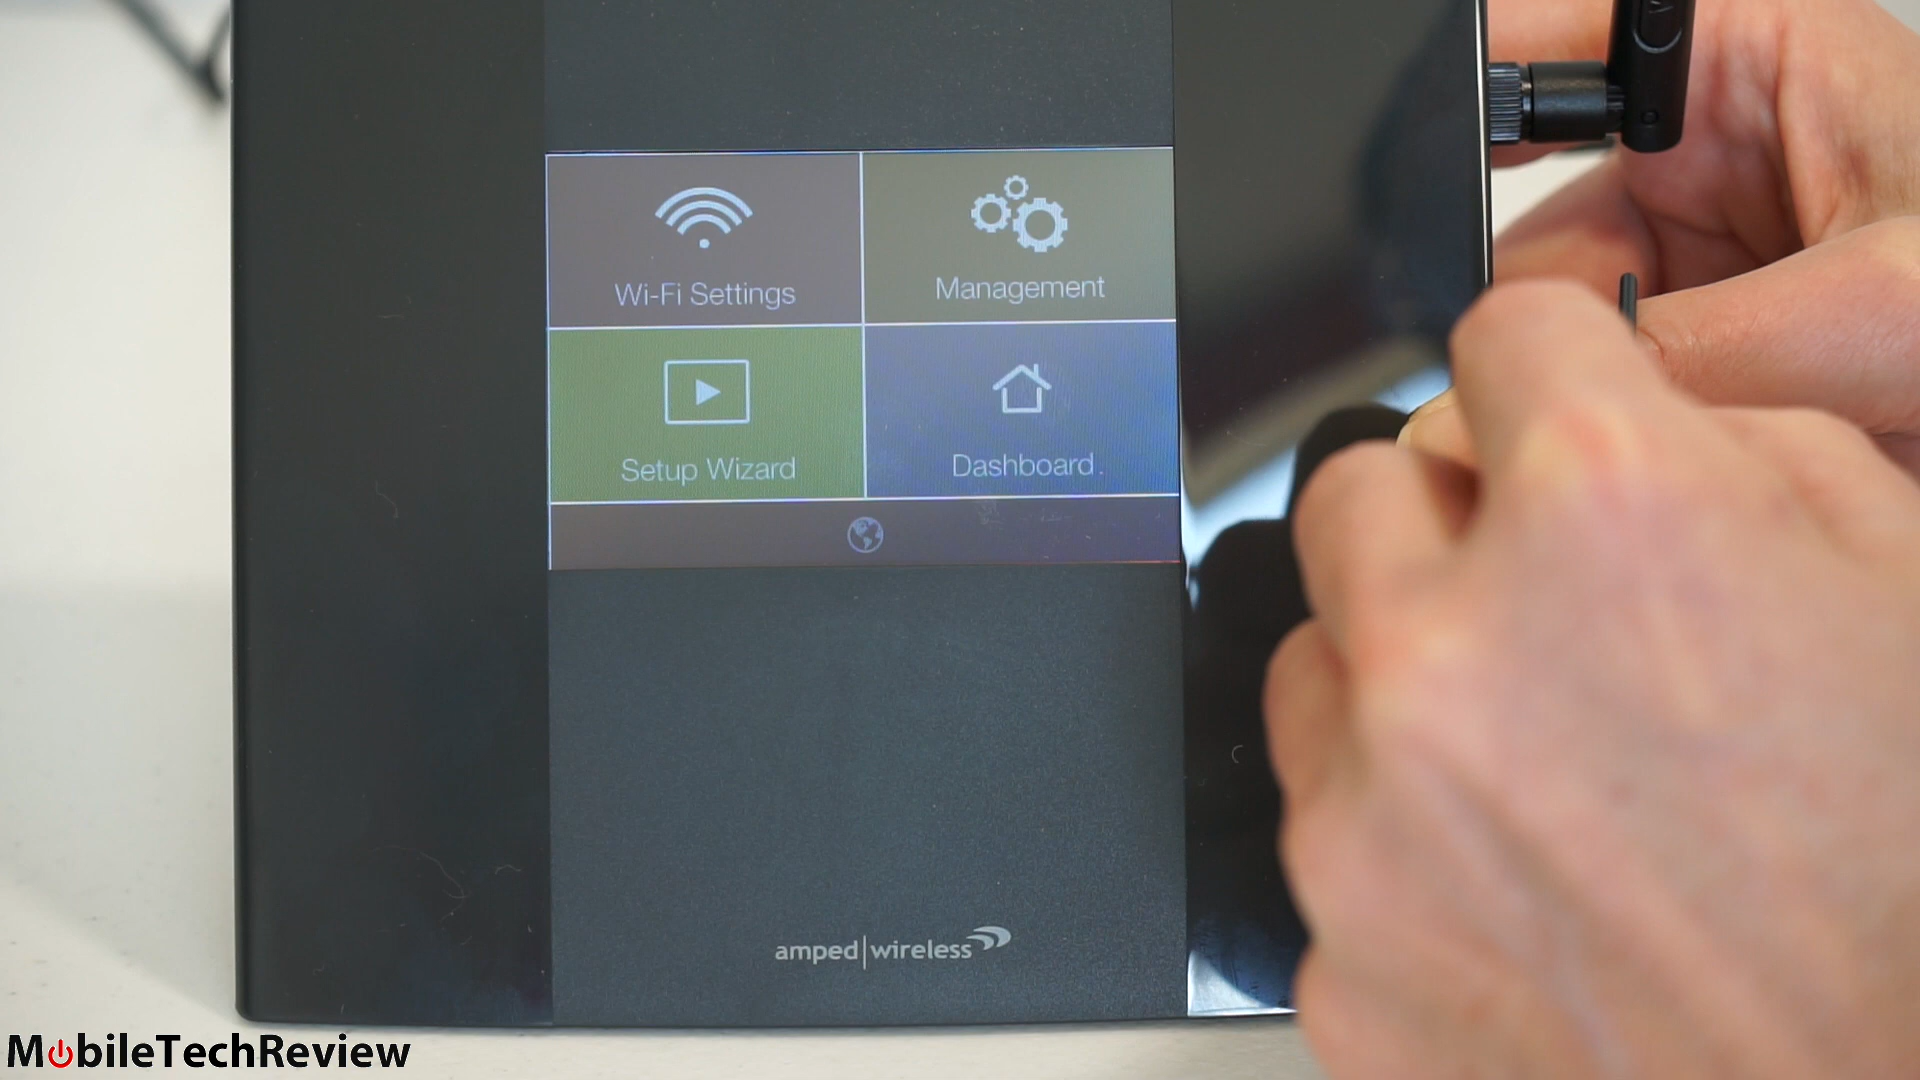 Wi-Fi Settings
Management
Setup Wizard
Dashboard
amped|wireless
MobileTechReview